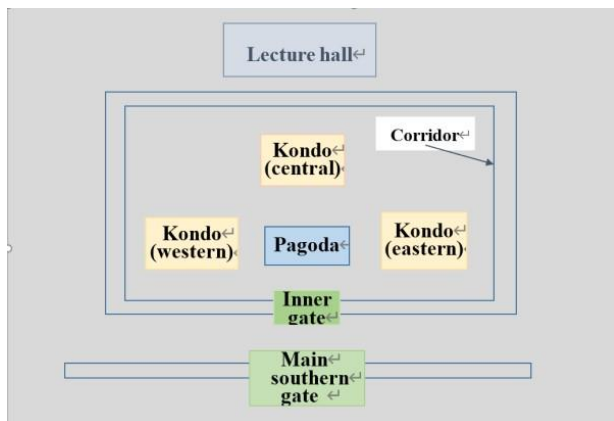 Lecture hall↵
Corridor↵
Kondo↵
(central)
Kondo↵
(western)
Pagoda
Kondo↵
(eastern)
Inner↵
gate
Main↵
southern↵
gate ↵